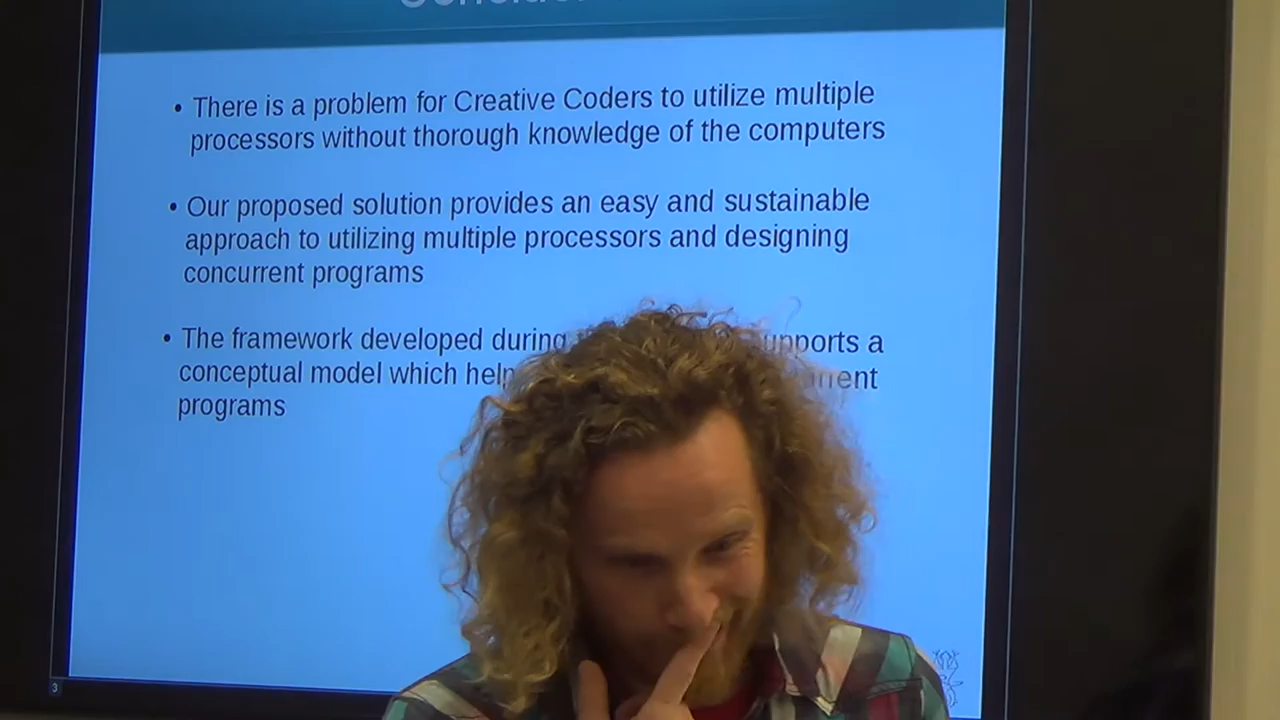 • There is a problem for Creative Coders to utilize multiple
processors without thorough knowledge of the computers
• Our proposed solution provides an easy and sustainable
approach to utilizing multiple processors and designing
concurrent programs
• The framework developed during a
conceptual model which
programs
3